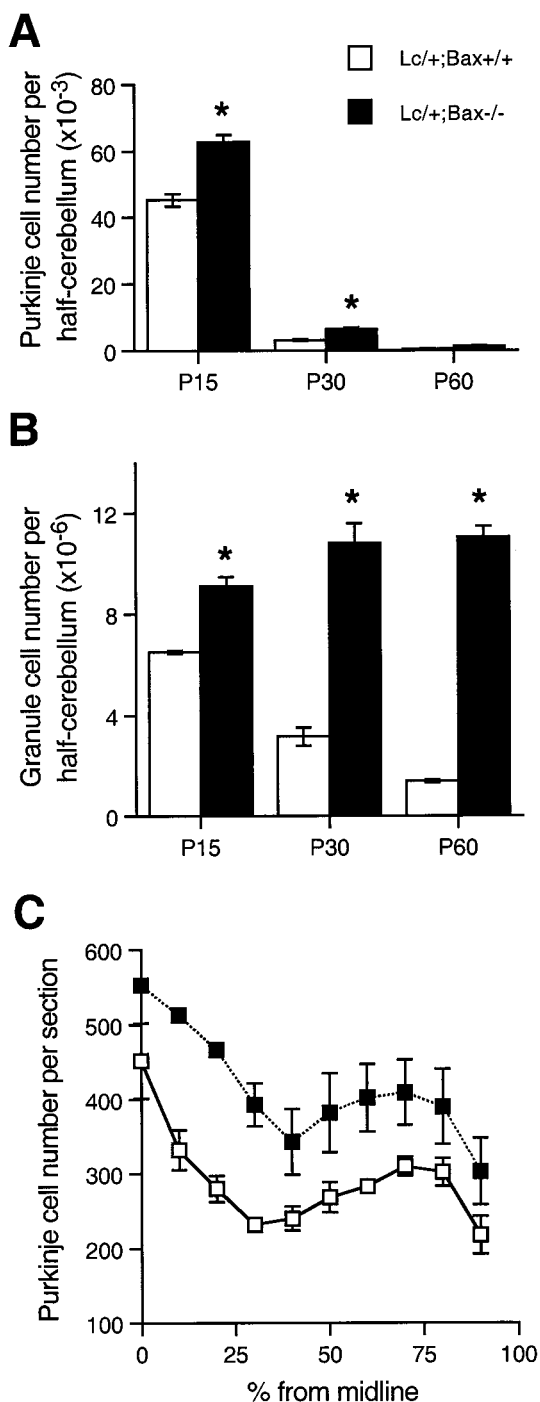 A
Lc/+;Bax+/+
Lc/+;Bax-/-
Purkinje cell number per
half-cerebellum (x10-3)
80
60
40
20
0
*
*
P15
P30
P60
B
Granule cell number per
half-cerebellum (x10-6)
12
8
4
0
*
*
*
P15
P30
P60
C
Purkinje cell number per section
600
500
400
300
200
100
0
25
50
75
100
% from midline